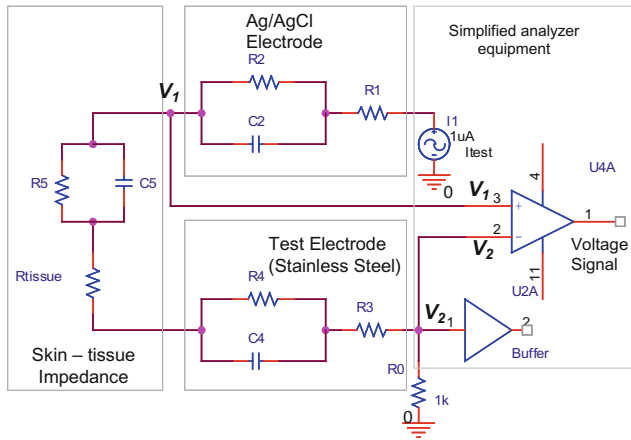 Ag/AgCl
Electrode
Simplified analyzer
equipment
R2
V1
R1
C2
I1
1uA
Itest
U4A
R5
C5
0
V1
3
+
4
1
2
−
V2
Voltage
Signal
11
U2A
Test Electrode
(Stainless Steel)
Rtissue
R4
R3
V2
1
2
C4
Buffer
Skin – tissue
Impedance
R0
1k
0